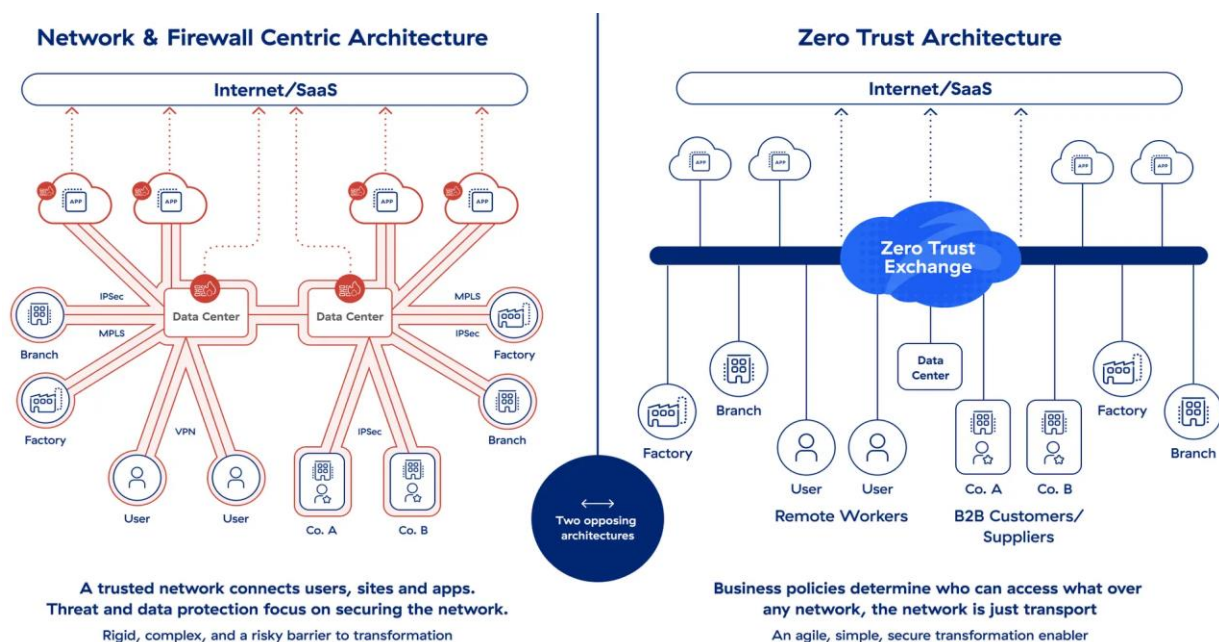 Network & Firewall Centric Architecture
Internet/SaaS
APP
APP
APP
APP
Data Center
Data Center
IPSec
MPLS
MPLS
IPSec
Branch
Factory
Factory
Branch
VPN
IPSec
User
User
Co. A
Co. B
A trusted network connects users, sites and apps.
Threat and data protection focus on securing the network.
Rigid, complex, and a risky barrier to transformation
Two opposing
architectures
Zero Trust Architecture
Internet/SaaS
APP
APP
APP
APP
Zero Trust
Exchange
Data
Center
Factory
Branch
User
User
Remote Workers
Co. A
Co. B
B2B Customers/
Suppliers
Factory
Branch
Business policies determine who can access what over
any network, the network is just transport
An agile, simple, secure transformation enabler